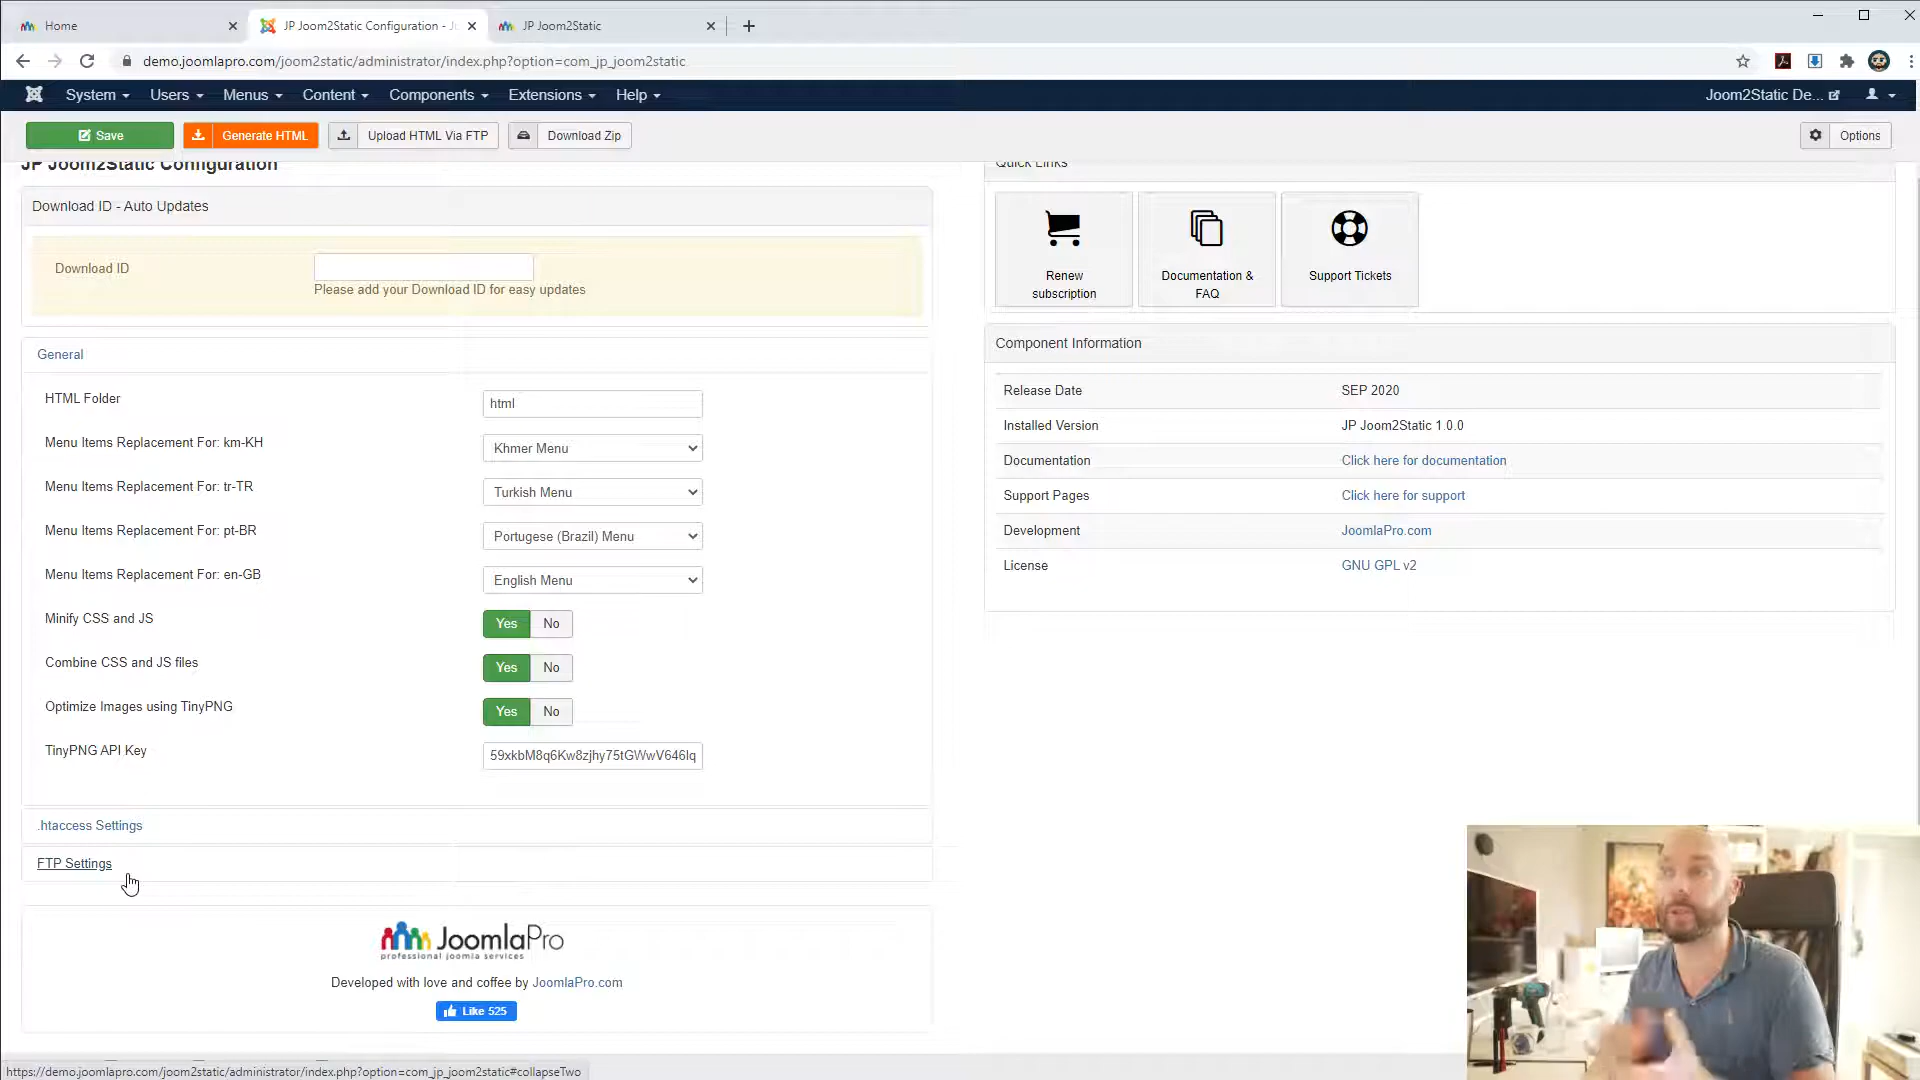 Home
JP Joom2Static Configuration - J
JP Joom2Static
demo.joomlapro.com/joom2static/administrator/index.php?option=com_jp_joom2static
System Users Menus Content Components Extensions Help
Joom2Static De...
Save
Generate HTML
Upload HTML Via FTP
Download Zip
Options
JP Joom2Static Configuration
Quick Links
Download ID - Auto Updates
Download ID
Please add your Download ID for easy updates
Renew subscription
Documentation & FAQ
Support Tickets
General
HTML Folder html
Menu Items Replacement For: km-KH Khmer Menu
Menu Items Replacement For: tr-TR Turkish Menu
Menu Items Replacement For: pt-BR Portugese (Brazil) Menu
Menu Items Replacement For: en-GB English Menu
Minify CSS and JS Yes No
Combine CSS and JS files Yes No
Optimize Images using TinyPNG Yes No
TinyPNG API Key 59xkbM8q6Kw8zjhy75tGWwV646lq
Component Information
Release Date SEP 2020
Installed Version JP Joom2Static 1.0.0
Documentation Click here for documentation
Support Pages Click here for support
Development JoomlaPro.com
License GNU GPL v2
.htaccess Settings
FTP Settings
JoomlaPro
professional joomla services
Developed with love and coffee by JoomlaPro.com
Like 525
https://demo.joomlapro.com/joom2static/administrator/index.php?option=com_jp_joom2static#collapseTwo